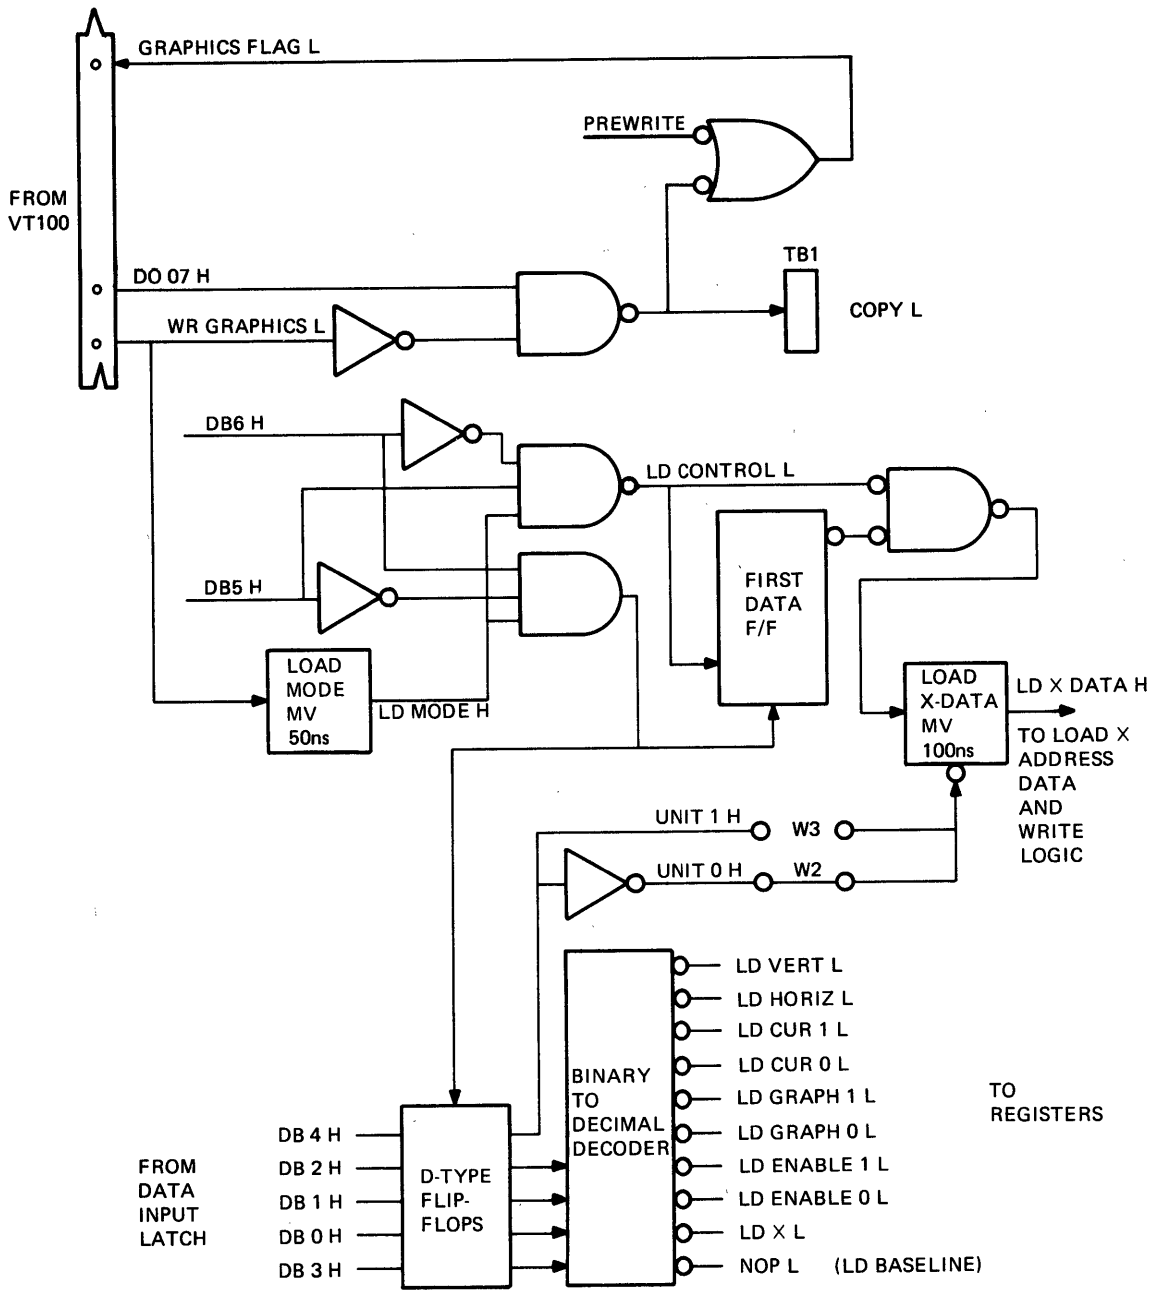 GRAPHICS FLAG L
PREWRITE
FROM
VT100
DO 07 H
TB1
COPY L
WR GRAPHICS L
DB6 H
LD CONTROL L
DB5 H
FIRST
DATA
F/F
LOAD
MODE
MV
50ns
LD MODE H
LOAD
X-DATA
MV
100ns
LD X DATA H
TO LOAD X
ADDRESS
DATA
AND
WRITE
LOGIC
UNIT 1 H
W3
UNIT 0 H
W2
BINARY
TO
DECIMAL
DECODER
LD VERT L
LD HORIZ L
LD CUR 1 L
LD CUR 0 L
LD GRAPH 1 L
LD GRAPH 0 L
LD ENABLE 1 L
LD ENABLE 0 L
LD X L
NOP L (LD BASELINE)
TO
REGISTERS
FROM
DATA
INPUT
LATCH
DB 4 H
DB 2 H
DB 1 H
DB 0 H
DB 3 H
D-TYPE
FLIP-
FLOPS